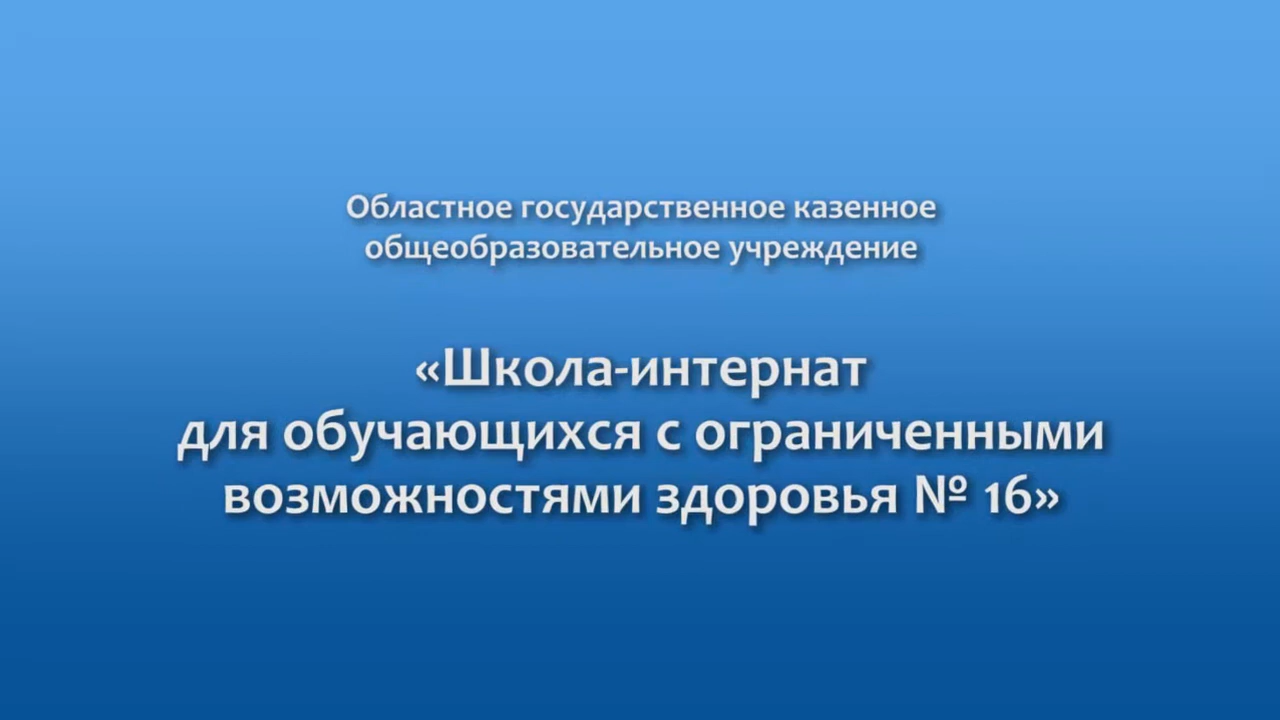 Областное государственное казенное
общеобразовательное учреждение
«Школа-интернат
для обучающихся с ограниченными
возможностями здоровья № 16»